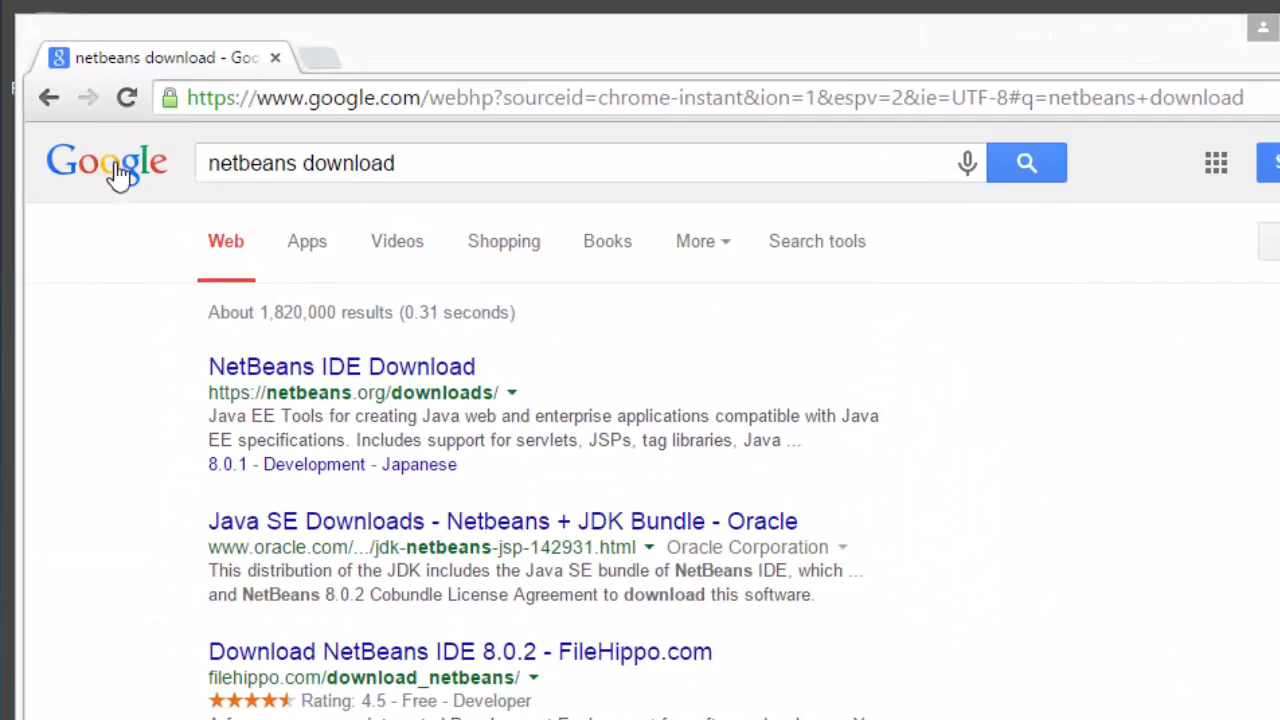 netbeans download - Goo
https://www.google.com/webhp?sourceid=chrome-instant&ion=1&espv=2&ie=UTF-8#q=netbeans+download
Google
netbeans download
Web Apps Videos Shopping Books More Search tools
About 1,820,000 results (0.31 seconds)
NetBeans IDE Download
https://netbeans.org/downloads/
Java EE Tools for creating Java web and enterprise applications compatible with Java
EE specifications. Includes support for servlets, JSPs, tag libraries, Java ...
8.0.1 - Development - Japanese
Java SE Downloads - Netbeans + JDK Bundle - Oracle
www.oracle.com/.../jdk-netbeans-jsp-142931.html Oracle Corporation
This distribution of the JDK includes the Java SE bundle of NetBeans IDE, which ...
and NetBeans 8.0.2 Cobundle License Agreement to download this software.
Download NetBeans IDE 8.0.2 - FileHippo.com
filehippo.com/download_netbeans/
Rating: 4.5 - Free - Developer